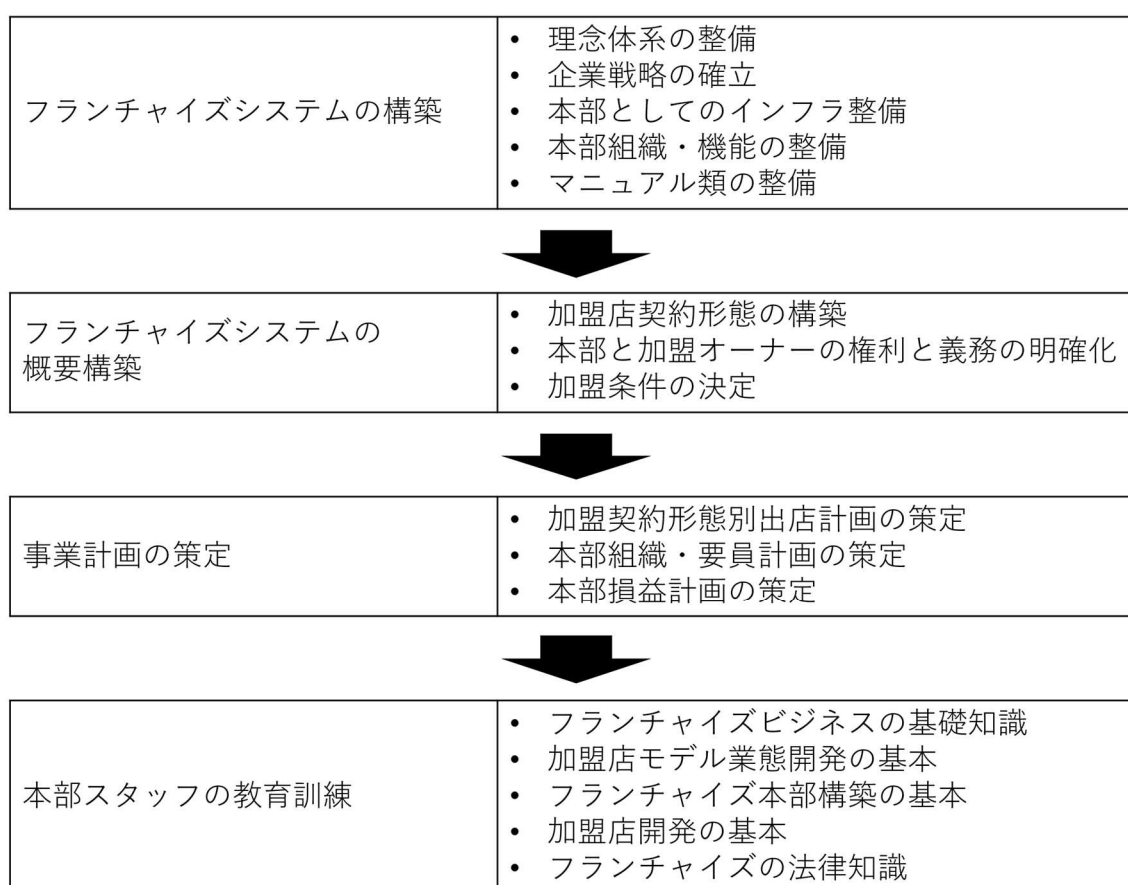 フランチャイズシステムの構築
• 理念体系の整備
• 企業戦略の確立
• 本部としてのインフラ整備
• 本部組織・機能の整備
• マニュアル類の整備
フランチャイズシステムの
概要構築
• 加盟店契約形態の構築
• 本部と加盟オーナーの権利と義務の明確化
• 加盟条件の決定
事業計画の策定
• 加盟契約形態別出店計画の策定
• 本部組織・要員計画の策定
• 本部損益計画の策定
本部スタッフの教育訓練
• フランチャイズビジネスの基礎知識
• 加盟店モデル業態開発の基本
• フランチャイズ本部構築の基本
• 加盟店開発の基本
• フランチャイズの法律知識